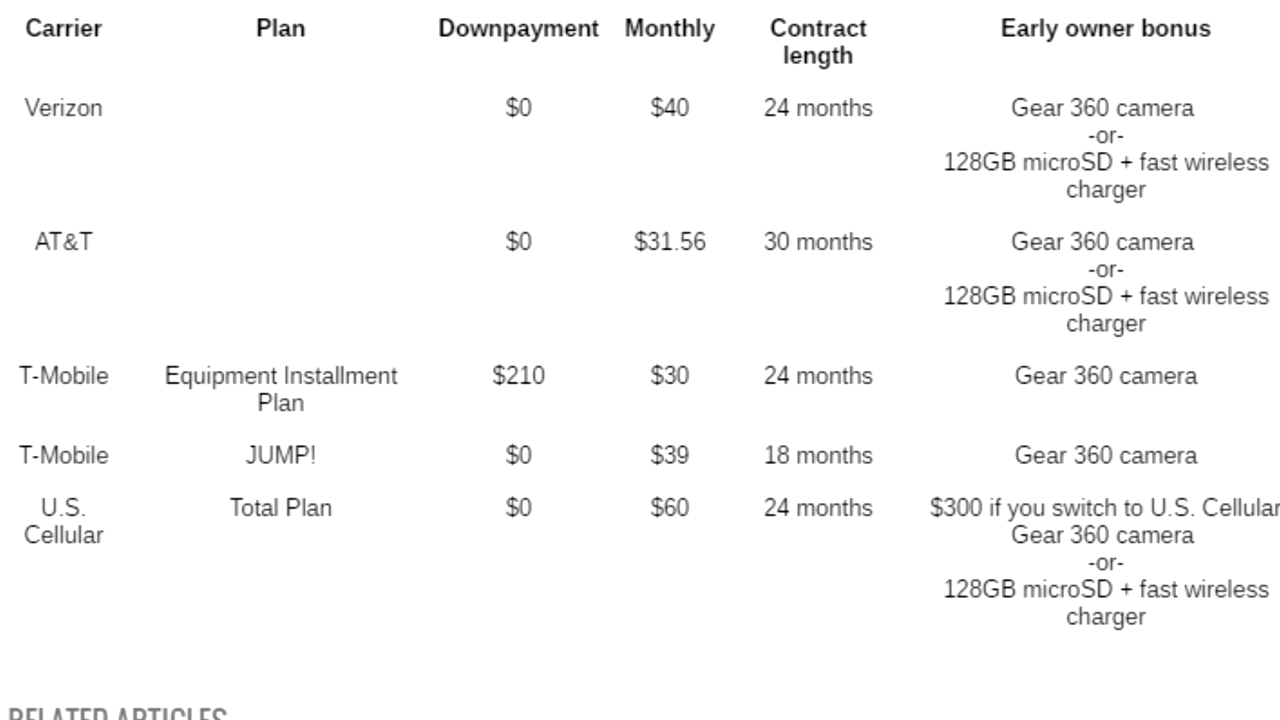 Carrier Plan Downpayment Monthly Contract length Early owner bonus
Verizon $0 $40 24 months Gear 360 camera
-or-
128GB microSD + fast wireless
charger
AT&T $0 $31.56 30 months Gear 360 camera
-or-
128GB microSD + fast wireless
charger
T-Mobile Equipment Installment Plan $210 $30 24 months Gear 360 camera
T-Mobile JUMP! $0 $39 18 months Gear 360 camera
U.S. Cellular Total Plan $0 $60 24 months $300 if you switch to U.S. Cellular
Gear 360 camera
-or-
128GB microSD + fast wireless
charger
RELATED ARTICLES